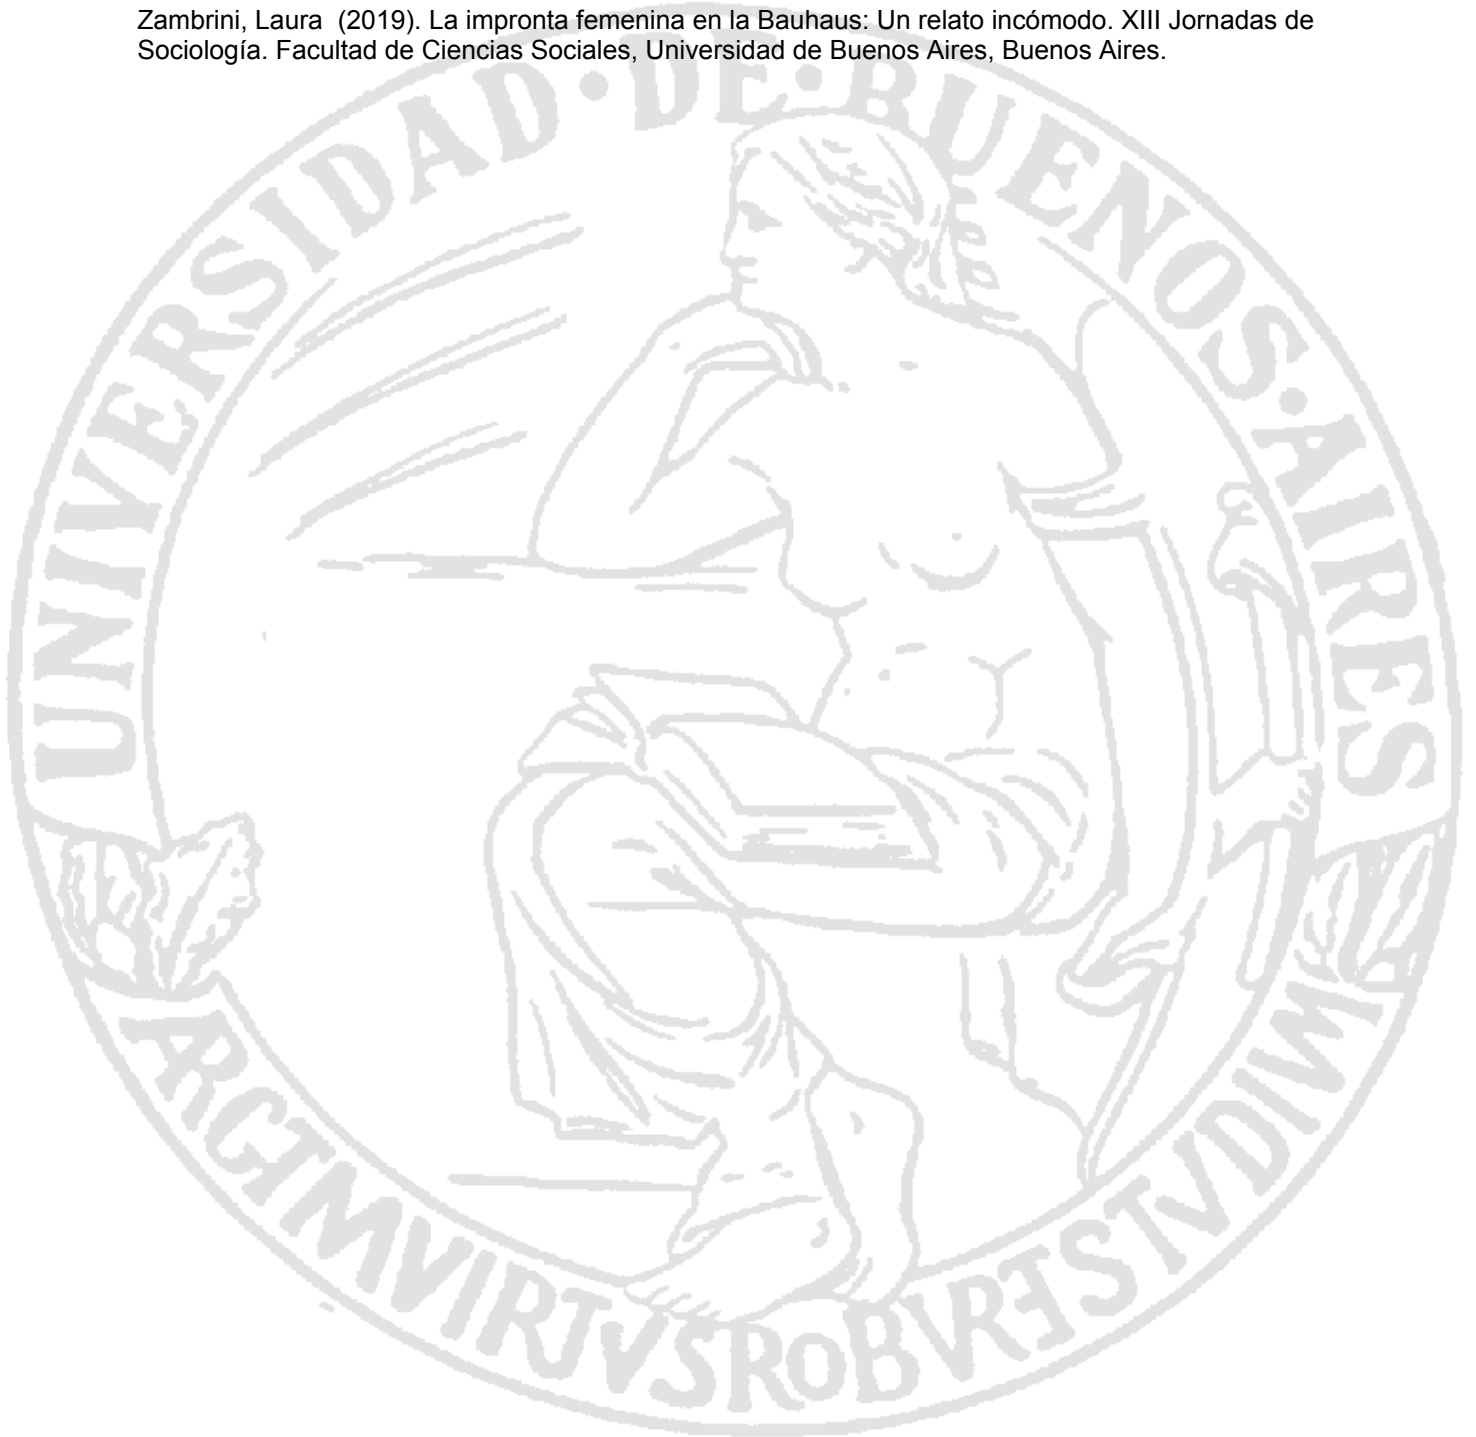 Zambrini, Laura  (2019). La impronta femenina en la Bauhaus: Un relato incómodo. XIII Jornadas de
Sociología. Facultad de Ciencias Sociales, Universidad de Buenos Aires, Buenos Aires.
UNIVERSIDAD·DE·BUENOS·AIRES
ARGTMVIRTVSROBVRETSTVDIVM